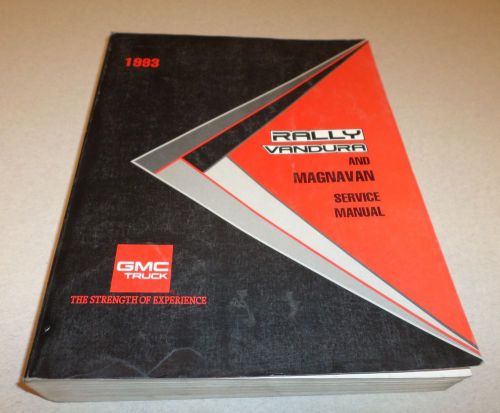 1993
RALLY
VANDURA
AND
MAGNAVAN
SERVICE
MANUAL
GMC
TRUCK
THE STRENGTH OF EXPERIENCE